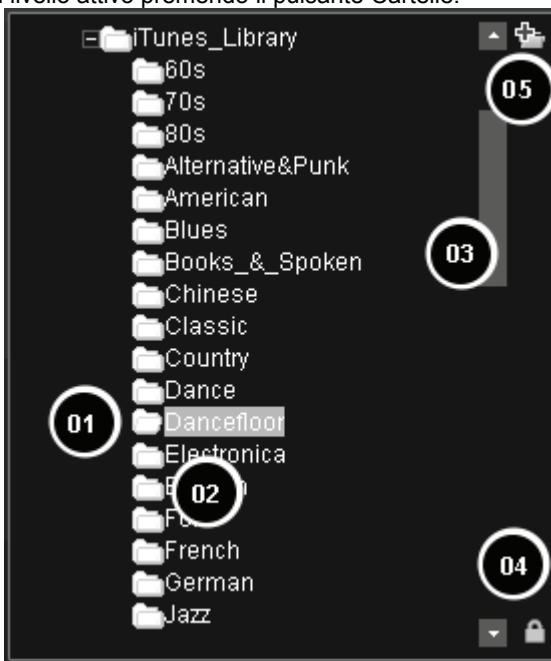 livello attivo premendo il pulsante Cartelle.
iTunes_Library
60s
70s
05
80s
Alternative&Punk
American
Blues
Books_&_Spoken
03
Chinese
Classic
Country
Dance
01
Dancefloor
Electronica
02
French
04
German
Jazz